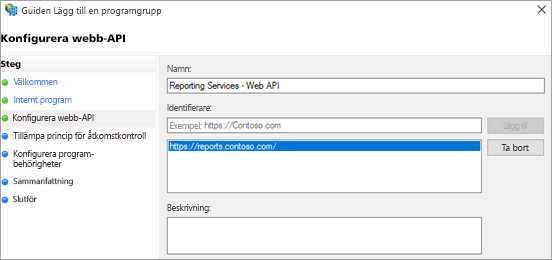 Guiden Lägg till en programgrupp
Konfigurera webb-API
Steg
Välkommen
Internt program
Konfigurera webb-API
Tillämpa princip för åtkomstkontroll
Konfigurera program-
behörigheter
Sammanfattning
Slutför
Namn:
Reporting Services - Web API
Identifierare:
Exempel: https://Contoso.com
Lägg till
https://reports.contoso.com/
Ta bort
Beskrivning: